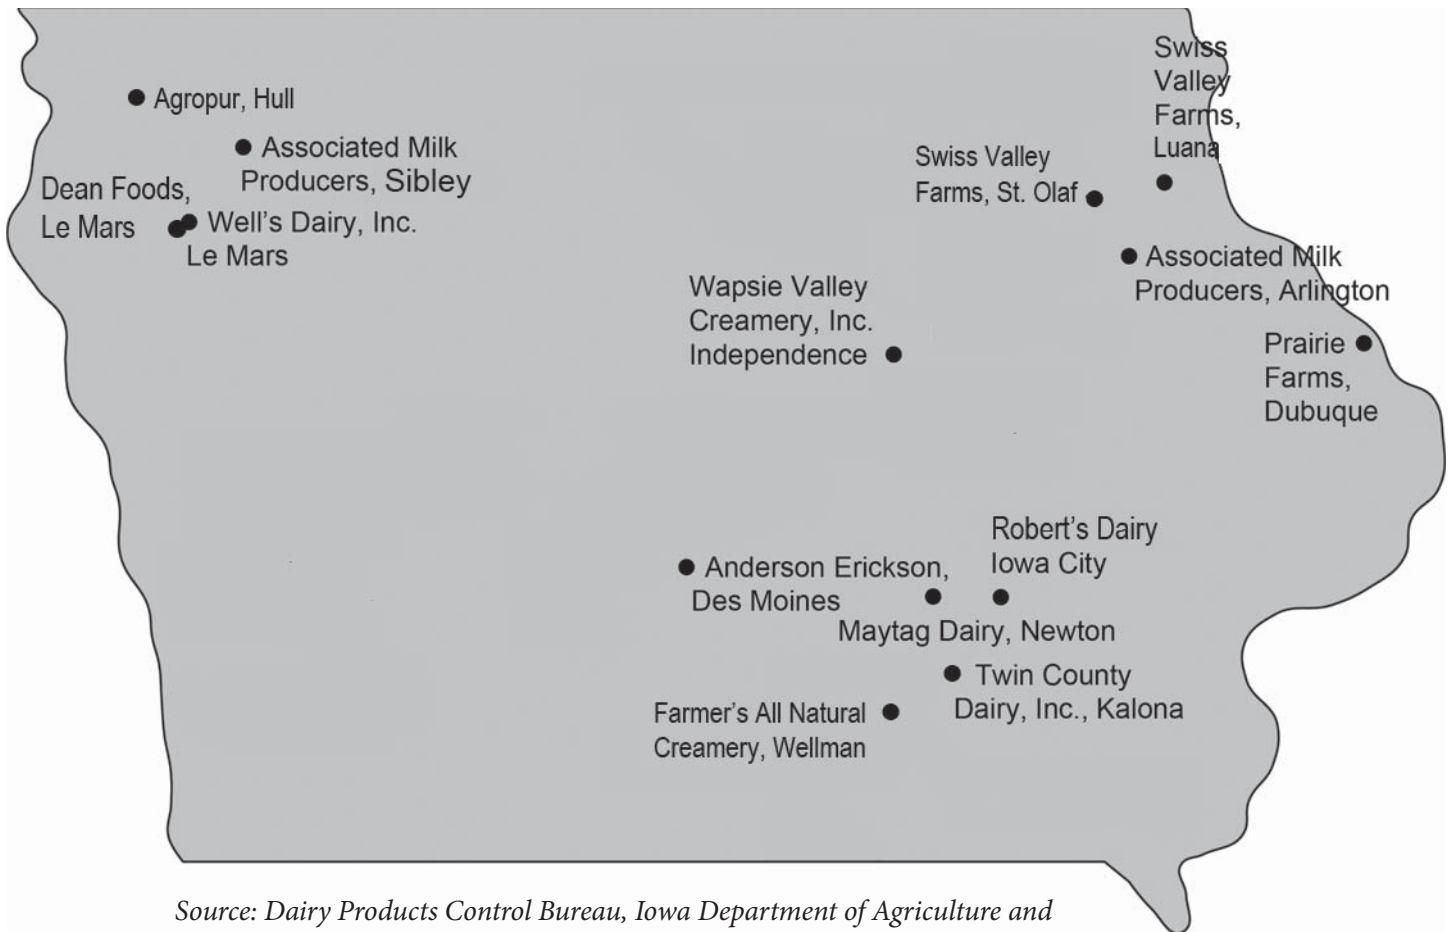 Swiss
Valley
Farms,
Luana
Agropur, Hull
Associated Milk
Producers, Sibley
Swiss Valley
Farms, St. Olaf
Dean Foods,
Le Mars
Well’s Dairy, Inc.
Le Mars
Associated Milk
Producers, Arlington
Wapsie Valley
Creamery, Inc.
Independence
Prairie
Farms,
Dubuque
Robert’s Dairy
Iowa City
Anderson Erickson,
Des Moines
Maytag Dairy, Newton
Twin County
Dairy, Inc., Kalona
Farmer’s All Natural
Creamery, Wellman
Source: Dairy Products Control Bureau, Iowa Department of Agriculture and